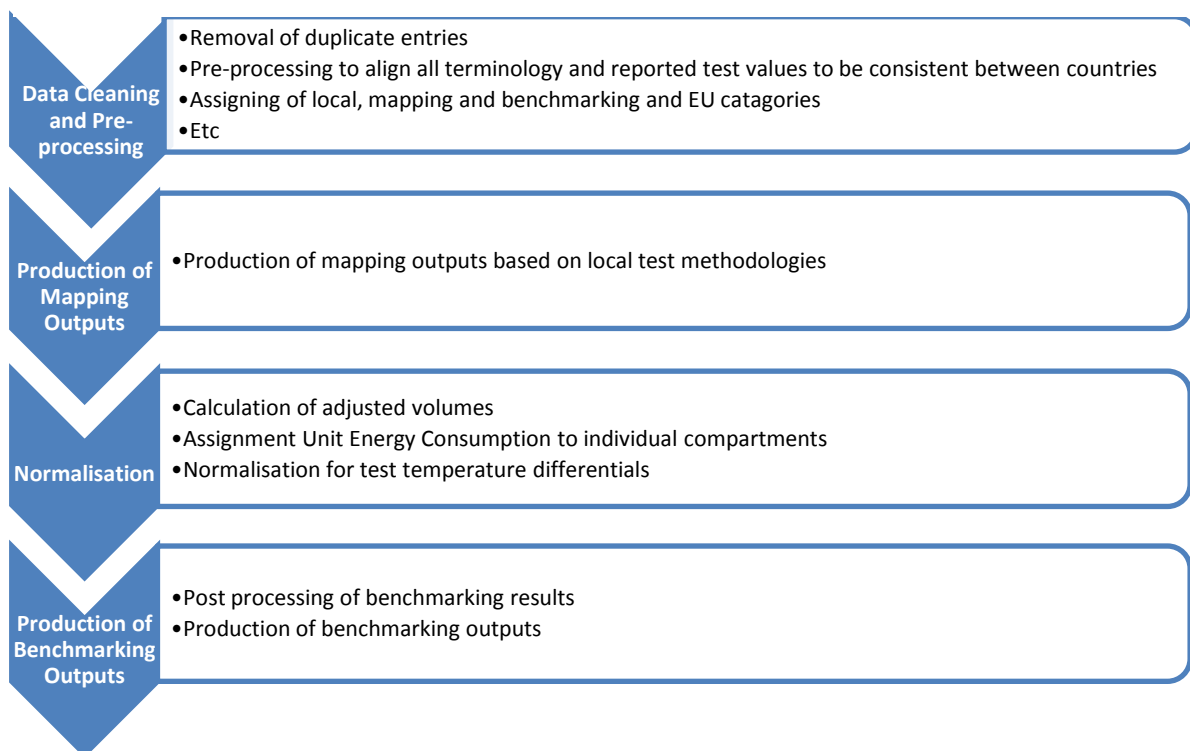 Data Cleaning
and Pre-
processing
•Removal of duplicate entries
•Pre-processing to align all terminology and reported test values to be consistent between countries
•Assigning of local, mapping and benchmarking and EU catagories
•Etc
Production of
Mapping
Outputs
•Production of mapping outputs based on local test methodologies
Normalisation
•Calculation of adjusted volumes
•Assignment Unit Energy Consumption to individual compartments
•Normalisation for test temperature differentials
Production of
Benchmarking
Outputs
•Post processing of benchmarking results
•Production of benchmarking outputs